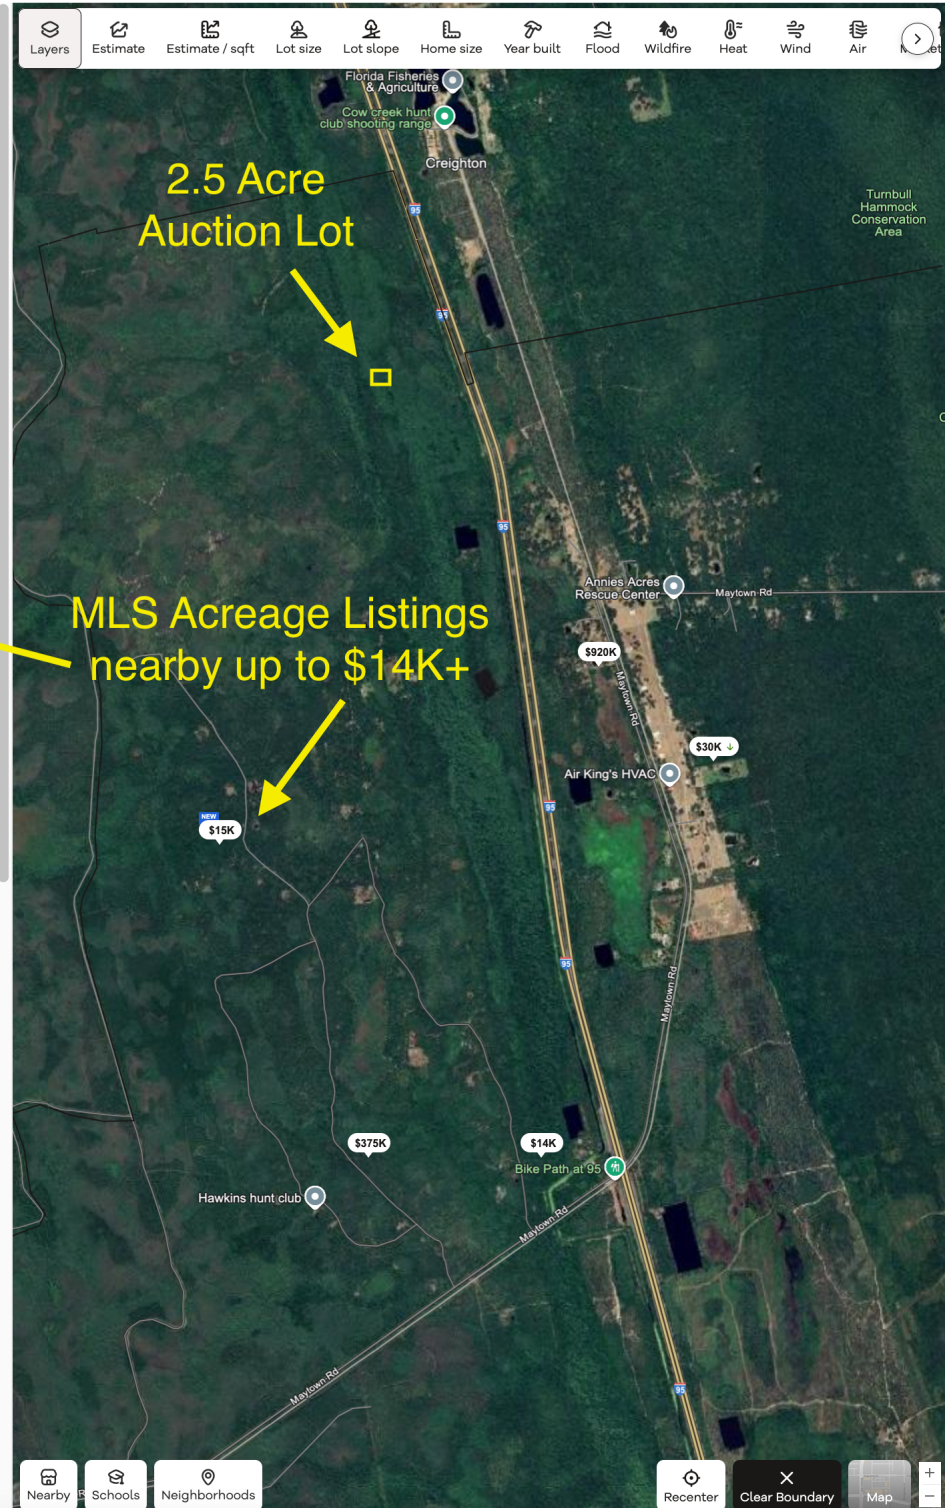 Layers
Estimate
Estimate / sqft
Lot size
Lot slope
Home size
Year built
Flood
Wildfire
Heat
Wind
Air
Florida Fisheries
& Agriculture
Cow creek hunt
club shooting range
Creighton
2.5 Acre
Auction Lot
95
Turnbull
Hammock
Conservation
Area
95
95
Annies Acres
Rescue Center
Maytown Rd
MLS Acreage Listings
nearby up to $14K+
$920K
Maytown Rd
$30K
Air King's HVAC
95
NEW
$15K
95
Maytown Rd
$375K
$14K
Bike Path at 95
Hawkins hunt club
Maytown Rd
Maytown Rd
95
Nearby
Schools
Neighborhoods
Recenter
Clear Boundary
Map